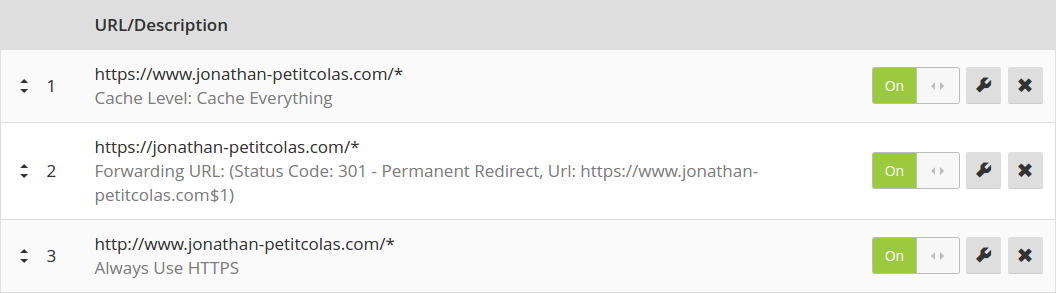 URL/Description
1
https://www.jonathan-petitcolas.com/*
Cache Level: Cache Everything
On
2
https://jonathan-petitcolas.com/*
Forwarding URL: (Status Code: 301 - Permanent Redirect, Url: https://www.jonathan-
petitcolas.com$1)
On
3
http://www.jonathan-petitcolas.com/*
Always Use HTTPS
On